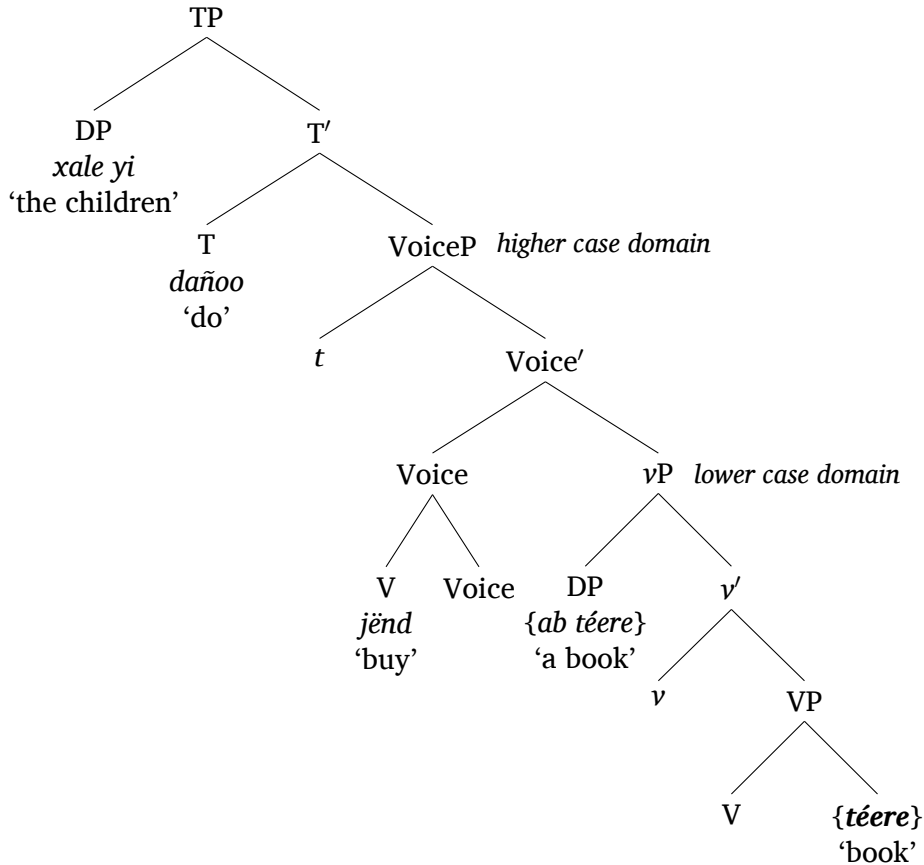 TP
DP
xale yi
‘the children’
T′
T
dañoo
‘do’
VoiceP higher case domain
t
Voice′
Voice
vP lower case domain
V
jënd
‘buy’
Voice
DP
{ab téere}
‘a book’
v′
v
VP
V
{téere}
‘book’